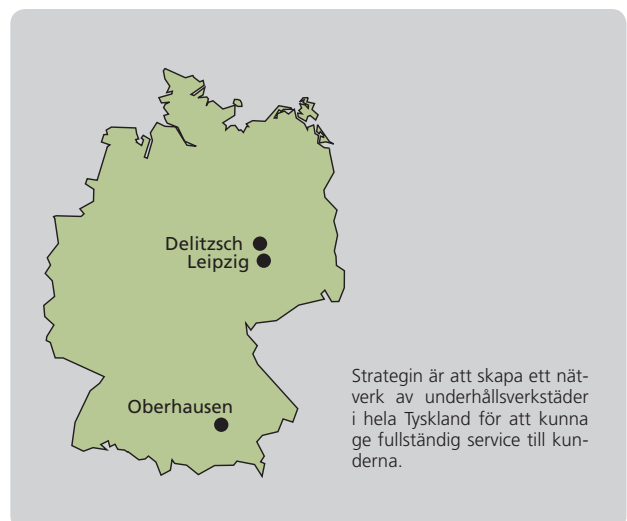 Delitzsch
Leipzig
Oberhausen
Strategin är att skapa ett nät-
verk av underhållsverkstäder
i hela Tyskland för att kunna
ge fullständig service till kun-
derna.